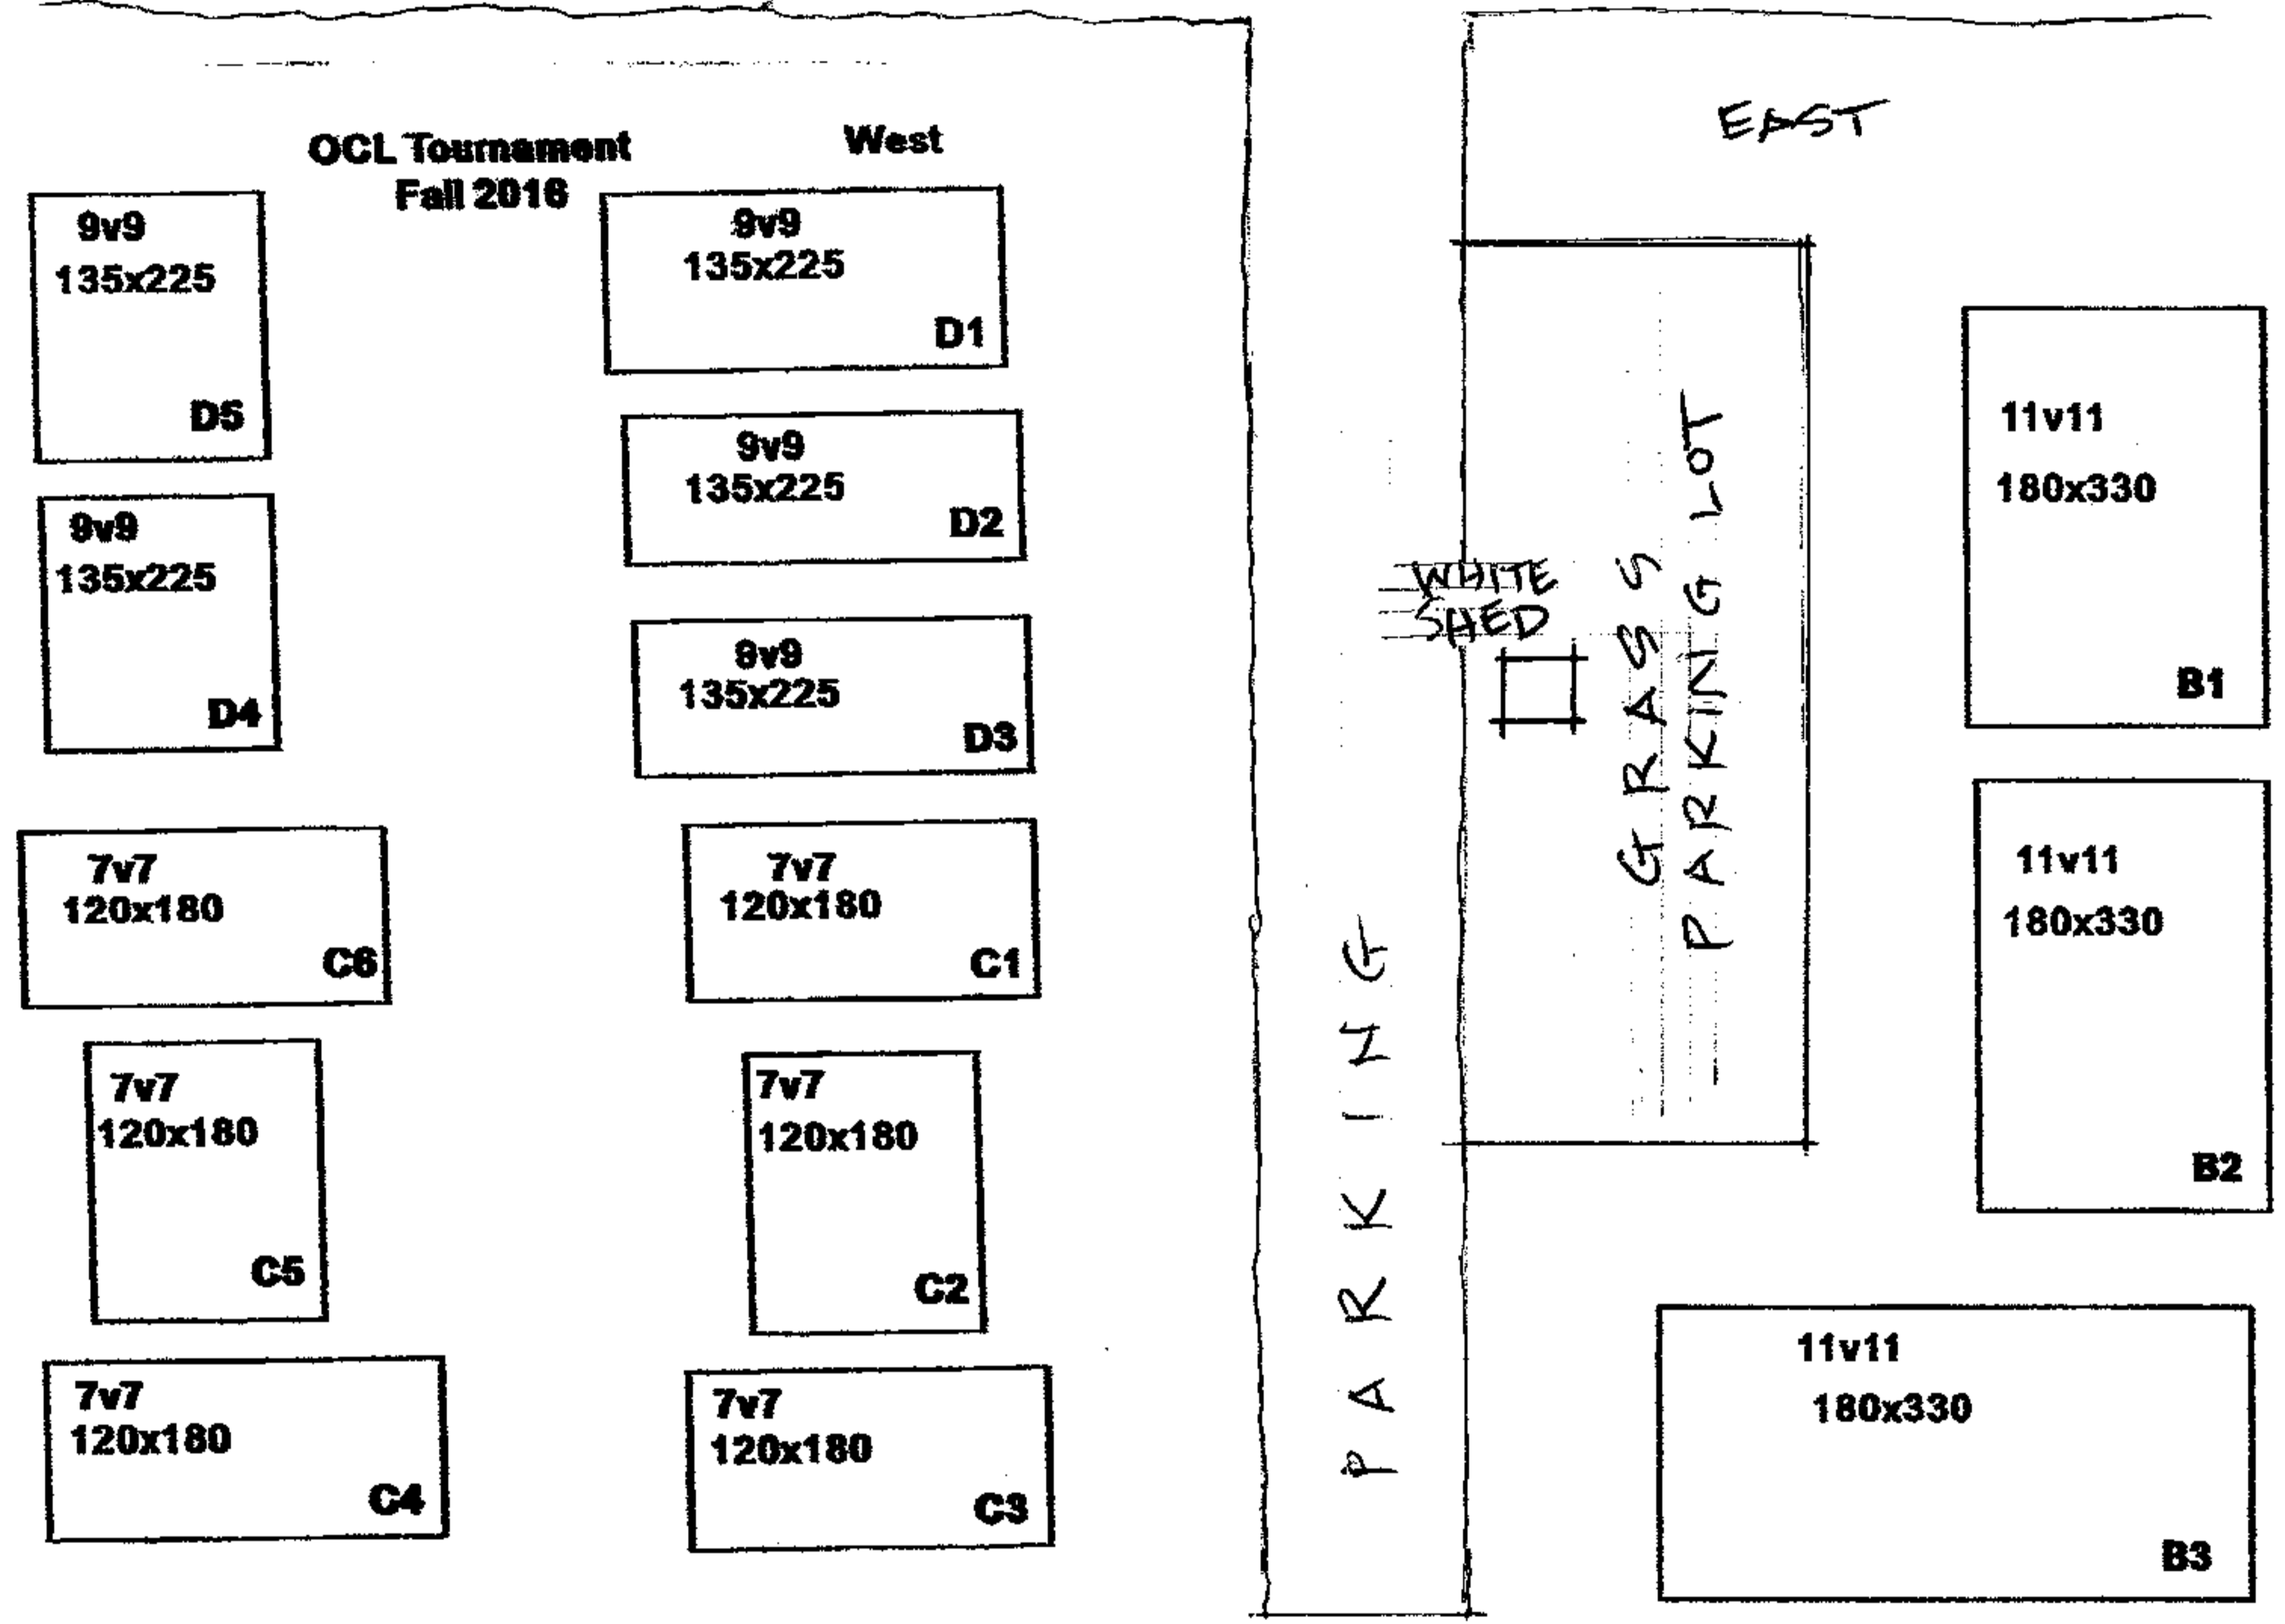 OCL Tournament
Fall 2016
West
EAST
9v9
135x225
D5
9v9
135x225
D1
9v9
135x225
D4
9v9
135x225
D2
9v9
135x225
D3
7v7
120x180
C6
7v7
120x180
C1
7v7
120x180
C5
7v7
120x180
C2
7v7
120x180
C4
7v7
120x180
C3
PARKING
WHITE
SHED
GRASS
PARKING LOT
11v11
180x330
B1
11v11
180x330
B2
11v11
180x330
B3